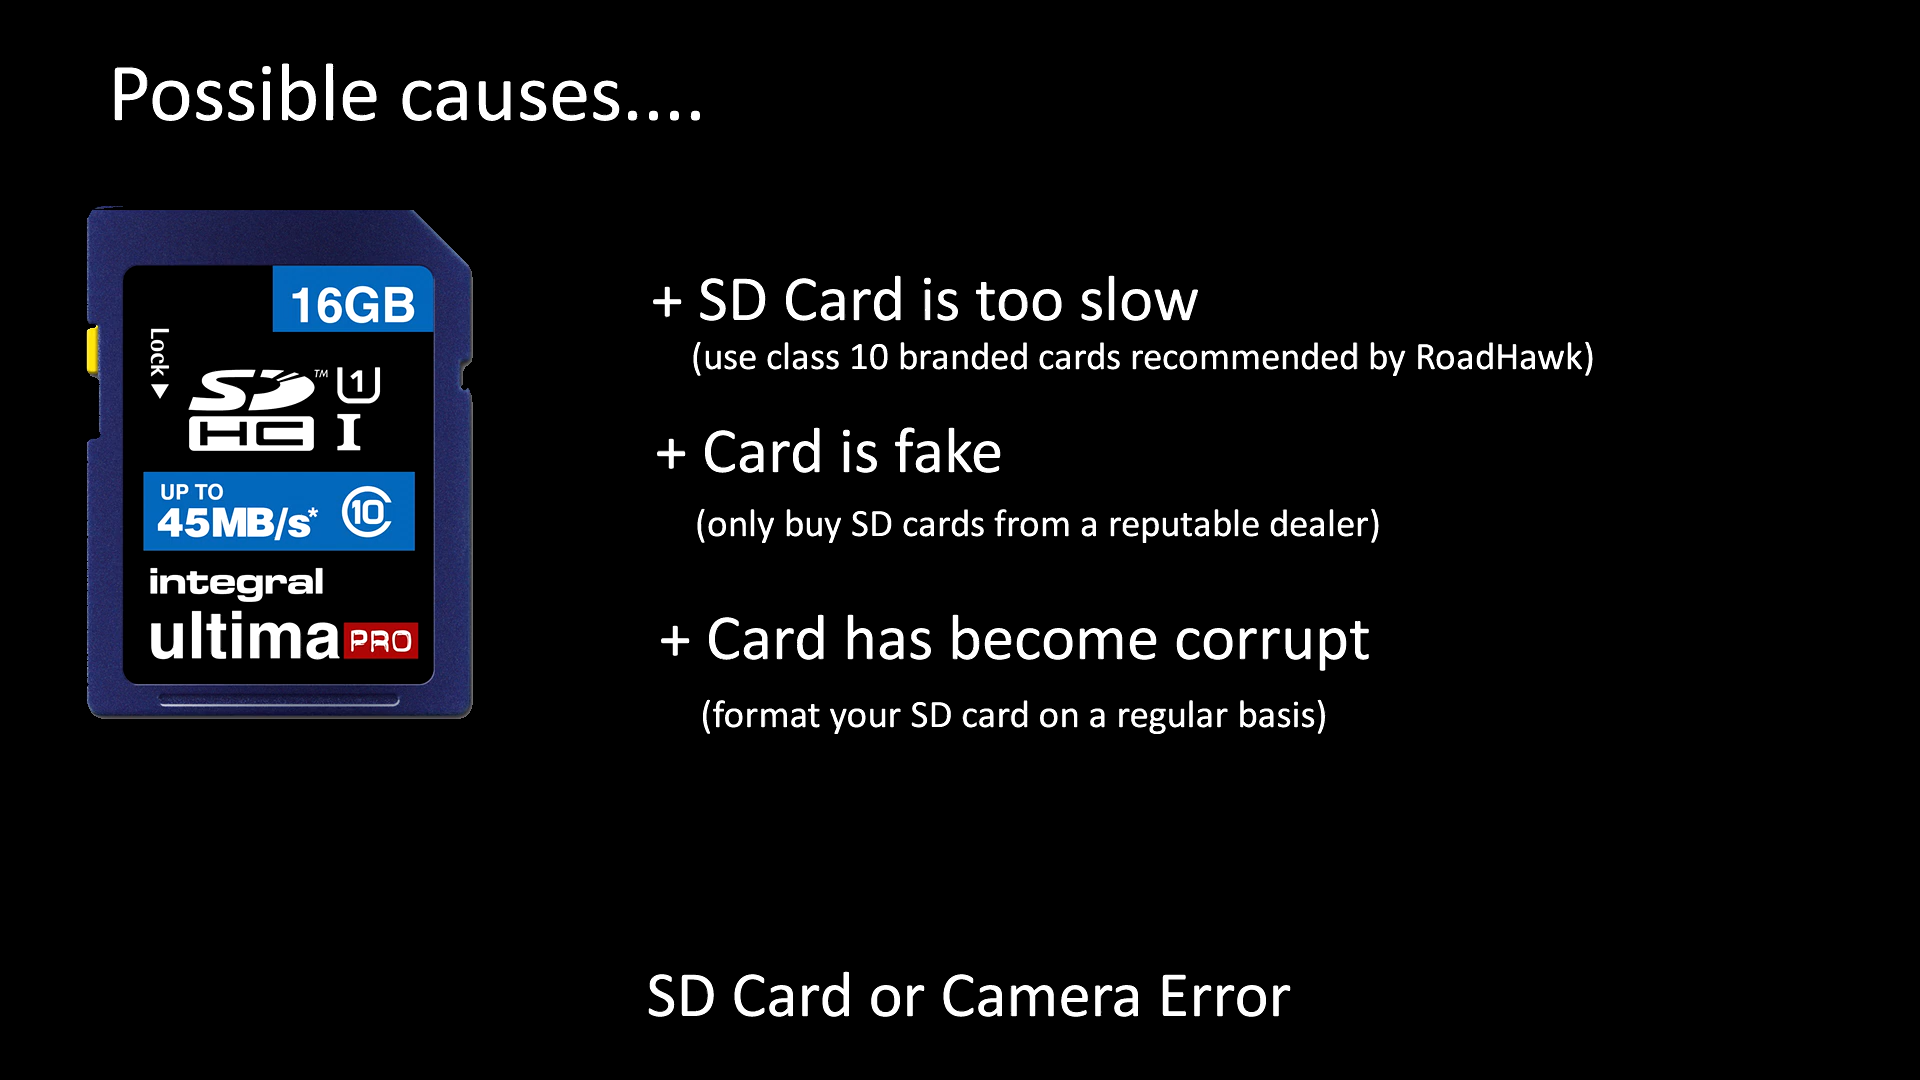 Possible causes....
16GB
Lock
SD™ U1
HC I
UP TO
45MB/s* 10
integral
ultima PRO
+ SD Card is too slow
(use class 10 branded cards recommended by RoadHawk)
+ Card is fake
(only buy SD cards from a reputable dealer)
+ Card has become corrupt
(format your SD card on a regular basis)
SD Card or Camera Error